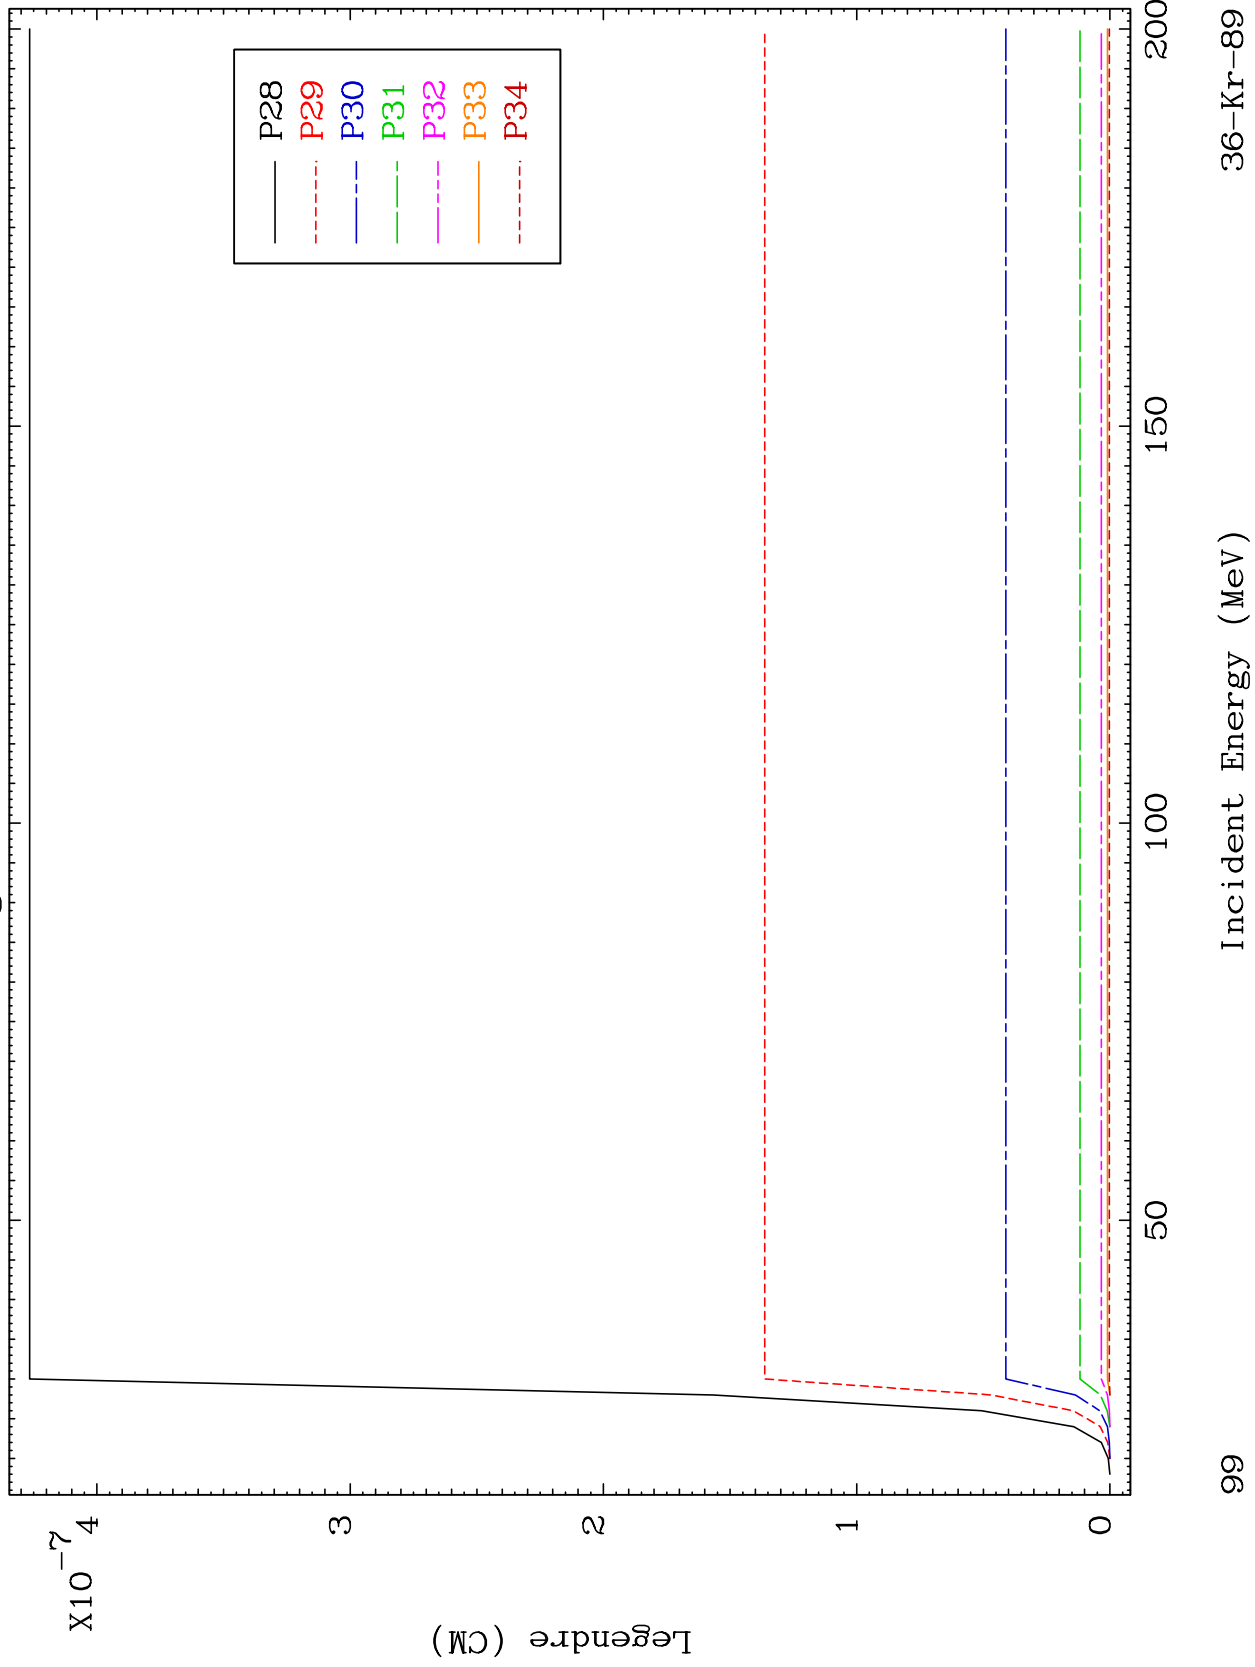 P28
P29
P30
P31
P32
P33
P34
X10-7
4
3
2
1
0
Legendre (CM)
50
100
150
200
Incident Energy (MeV)
99
36-Kr-89